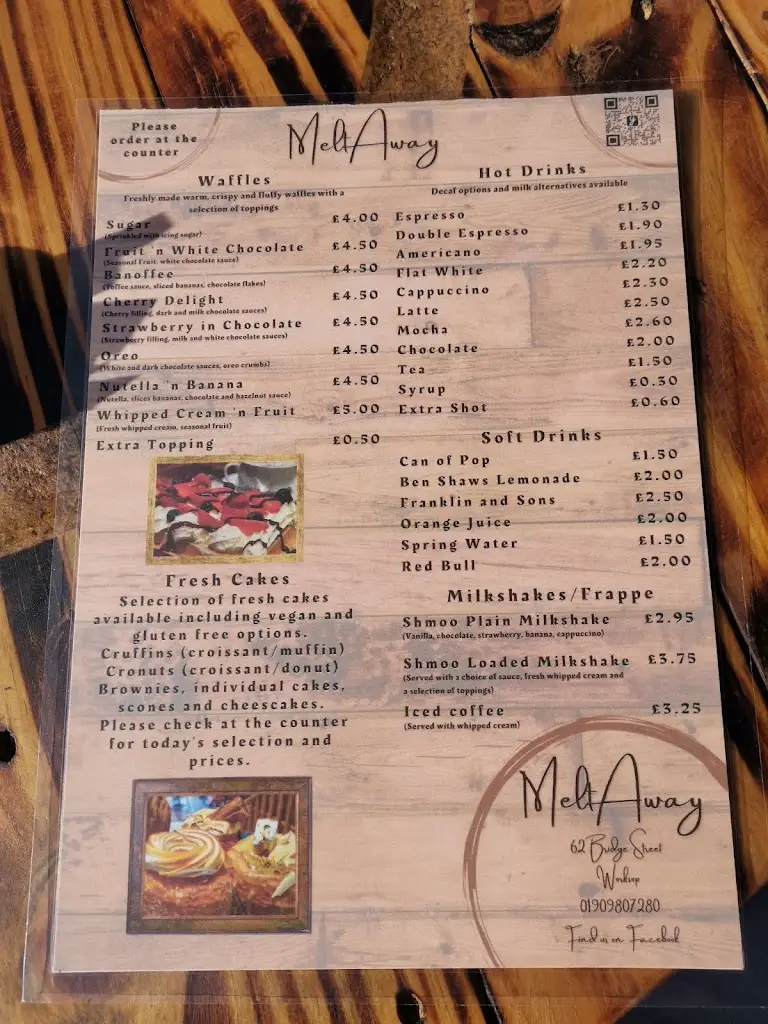 Please
order at the
counter
MeltAway
Waffles
Freshly made warm, crispy and fluffy waffles with a
selection of toppings
Sugar £4.00
(Sprinkled with icing sugar)
Fruit 'n White Chocolate £4.50
(Seasonal Fruit, white chocolate sauce)
Banoffee £4.50
(Toffee sauce, sliced bananas, chocolate flakes)
Cherry Delight £4.50
(Cherry filling, dark and milk chocolate sauces)
Strawberry in Chocolate £4.50
(Strawberry filling, milk and white chocolate sauces)
Oreo £4.50
(White and dark chocolate sauces, oreo crumbs)
Nutella 'n Banana £4.50
(Nutella, slices bananas, chocolate and hazelnut sauce)
Whipped Cream 'n Fruit £5.00
(Fresh whipped cream, seasonal fruit)
Extra Topping £0.50
Fresh Cakes
Selection of fresh cakes
available including vegan and
gluten free options.
Cruffins (croissant/muffin)
Cronuts (croissant/donut)
Brownies, individual cakes,
scones and cheescakes.
Please check at the counter
for today's selection and
prices.
Hot Drinks
Decaf options and milk alternatives available
Espresso £1.30
Double Espresso £1.90
Americano £1.95
Flat White £2.20
Cappuccino £2.30
Latte £2.50
Mocha £2.60
Chocolate £2.00
Tea £1.50
Syrup £0.30
Extra Shot £0.60
Soft Drinks
Can of Pop £1.50
Ben Shaws Lemonade £2.00
Franklin and Sons £2.50
Orange Juice £2.00
Spring Water £1.50
Red Bull £2.00
Milkshakes/Frappe
Shmoo Plain Milkshake £2.95
(Vanilla, chocolate, strawberry, banana, cappuccino)
Shmoo Loaded Milkshake £3.75
(Served with a choice of sauce, fresh whipped cream and
a selection of toppings)
Iced coffee £3.25
(Served with whipped cream)
MeltAway
62 Bridge Street
Worksop
01909807280
Find us on Facebook